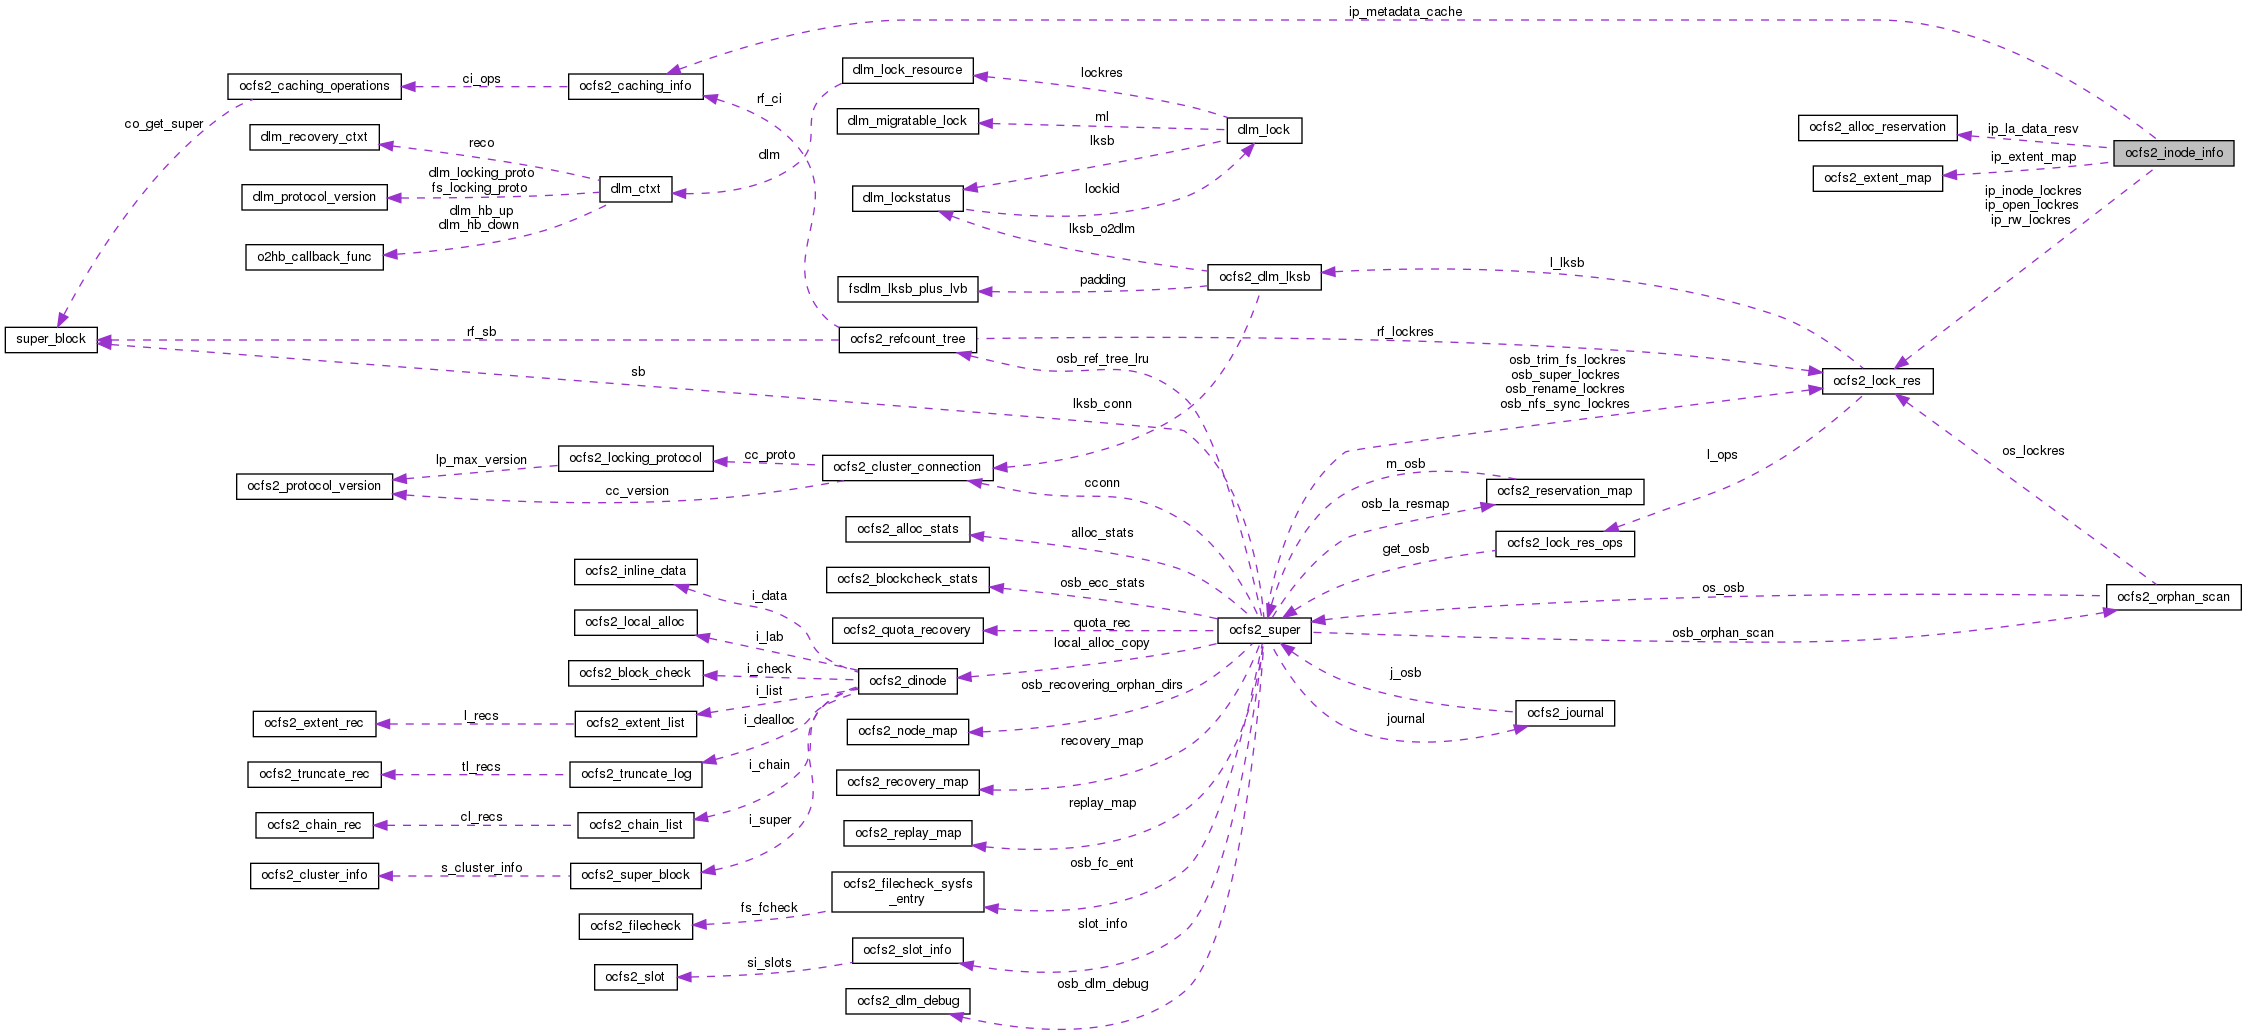 ip_metadata_cache
dlm_lock_resource
lockres
ocfs2_caching_operations
ci_ops
ocfs2_caching_info
rf_ci
co_get_super
dlm_migratable_lock
ml
dlm_lock
ocfs2_alloc_reservation
ip_la_data_resv
dlm_recovery_ctxt
reco
lksb
dlm
ocfs2_inode_info
ip_extent_map
ocfs2_extent_map
dlm_locking_proto
fs_locking_proto
dlm_protocol_version
dlm_ctxt
dlm_lockstatus
lockid
ip_inode_lockres
ip_open_lockres
ip_rw_lockres
dlm_hb_up
dlm_hb_down
lksb_o2dlm
o2hb_callback_func
l_lksb
ocfs2_dlm_lksb
padding
fsdlm_lksb_plus_lvb
super_block
rf_sb
ocfs2_refcount_tree
rf_lockres
osb_ref_tree_lru
osb_trim_fs_lockres
osb_super_lockres
osb_rename_lockres
osb_nfs_sync_lockres
sb
ocfs2_lock_res
lksb_conn
os_lockres
lp_max_version
ocfs2_locking_protocol
cc_proto
ocfs2_cluster_connection
m_osb
l_ops
ocfs2_protocol_version
cc_version
cconn
ocfs2_reservation_map
osb_la_resmap
ocfs2_alloc_stats
alloc_stats
get_osb
ocfs2_lock_res_ops
ocfs2_inline_data
ocfs2_blockcheck_stats
osb_ecc_stats
i_data
os_osb
ocfs2_orphan_scan
ocfs2_local_alloc
i_lab
ocfs2_quota_recovery
quota_rec
ocfs2_super
osb_orphan_scan
local_alloc_copy
ocfs2_block_check
i_check
ocfs2_dinode
j_osb
osb_recovering_orphan_dirs
i_list
ocfs2_extent_rec
l_recs
ocfs2_extent_list
i_dealloc
ocfs2_node_map
journal
ocfs2_journal
recovery_map
ocfs2_truncate_rec
tl_recs
ocfs2_truncate_log
i_chain
ocfs2_recovery_map
replay_map
ocfs2_chain_rec
cl_recs
ocfs2_chain_list
i_super
ocfs2_replay_map
osb_fc_ent
ocfs2_cluster_info
s_cluster_info
ocfs2_super_block
ocfs2_filecheck_sysfs
_entry
fs_fcheck
ocfs2_filecheck
slot_info
ocfs2_slot_info
si_slots
ocfs2_slot
osb_dlm_debug
ocfs2_dlm_debug